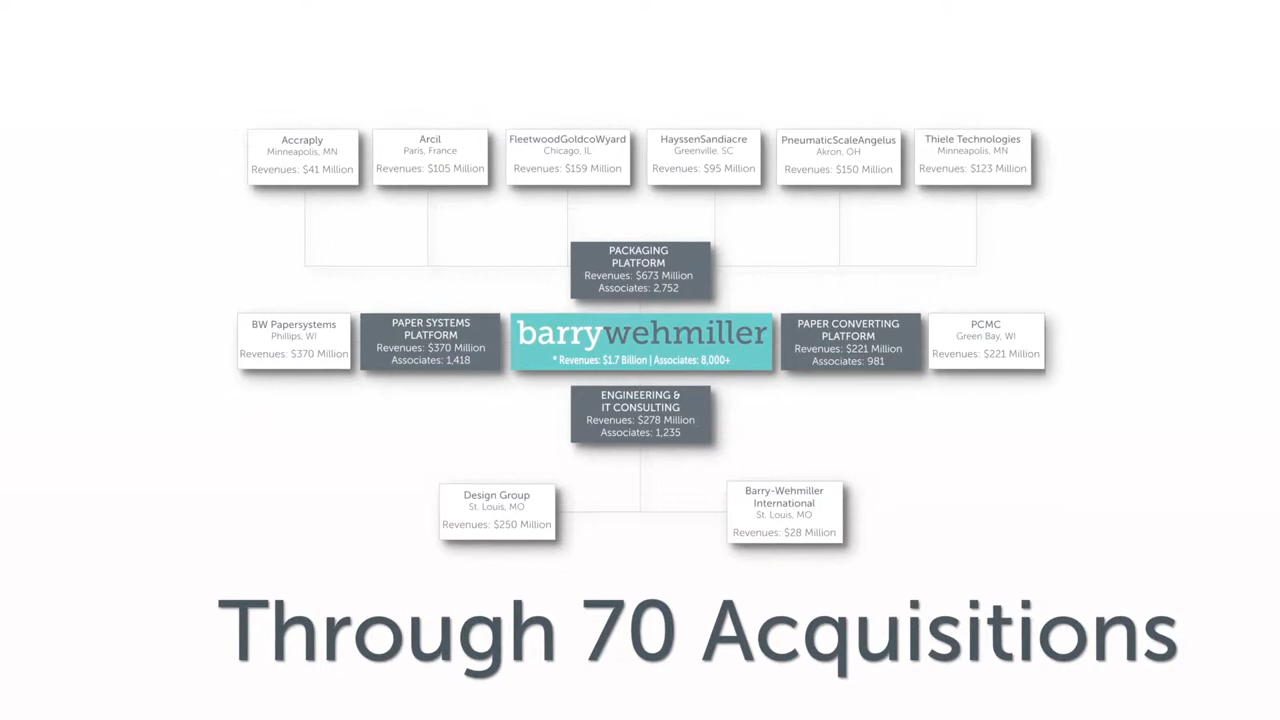 Accraply
Minneapolis, MN
Revenues: $41 Million
Arcil
Paris, France
Revenues: $105 Million
FleetwoodGoldcoWyard
Chicago, IL
Revenues: $159 Million
HayssenSandiacre
Greenville, SC
Revenues: $95 Million
PneumaticScaleAngelus
Akron, OH
Revenues: $150 Million
Thiele Technologies
Minneapolis, MN
Revenues: $123 Million
PACKAGING
PLATFORM
Revenues: $673 Million
Associates: 2,752
BW Papersystems
Phillips, WI
Revenues: $370 Million
PAPER SYSTEMS
PLATFORM
Revenues: $370 Million
Associates: 1,418
barrywehmiller
* Revenues: $1.7 Billion | Associates: 8,000+
PAPER CONVERTING
PLATFORM
Revenues: $221 Million
Associates: 981
PCMC
Green Bay, WI
Revenues: $221 Million
ENGINEERING &
IT CONSULTING
Revenues: $278 Million
Associates: 1,235
Design Group
St. Louis, MO
Revenues: $250 Million
Barry-Wehmiller
International
St. Louis, MO
Revenues: $28 Million
Through 70 Acquisitions